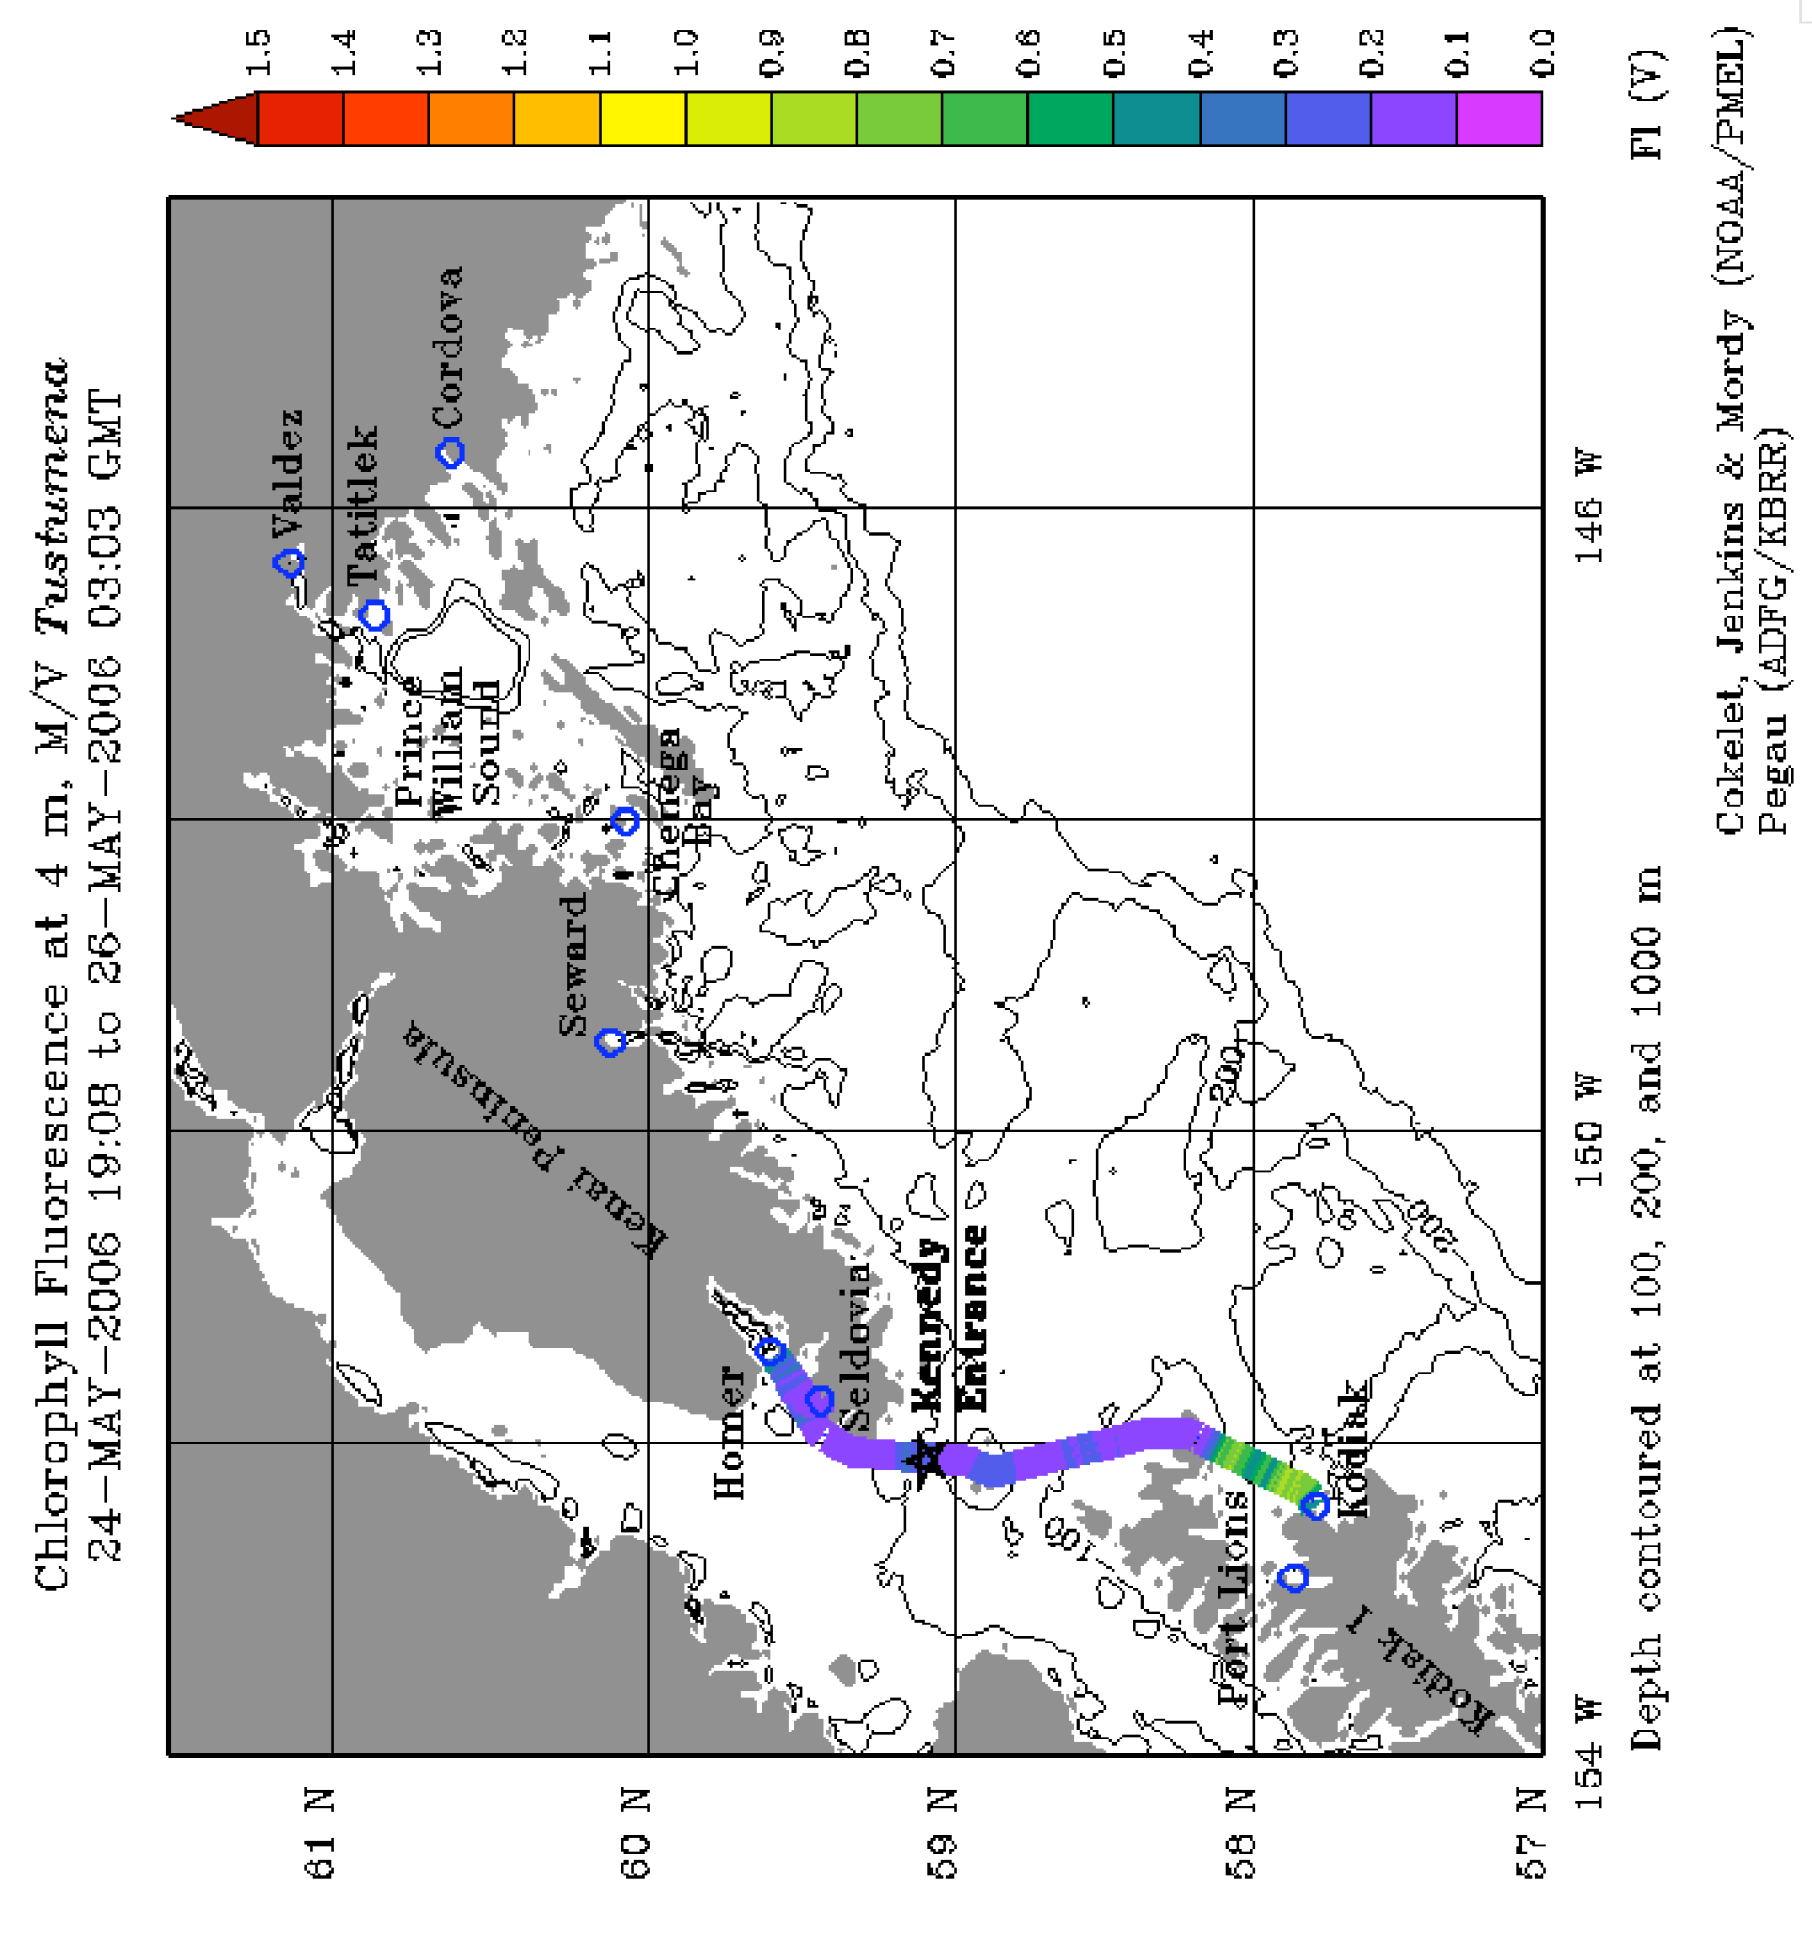 Chlorophyll Fluorescence at 4 m, M/V Tustumena
24-MAY-2006 19:08 to 26-MAY-2006 03:03 GMT
61 N
60 N
59 N
58 N
57 N
154 W
150 W
146 W
Valdez
Tatitlek
Cordova
Prince
William
Sound
Chenega
Bay
Seward
Kenai Peninsula
Homer
Seldovia
Kennedy
Entrance
Port Lions
Kodiak
Kodiak I
200
200
100
1.5
1.4
1.3
1.2
1.1
1.0
0.9
0.8
0.7
0.6
0.5
0.4
0.3
0.2
0.1
0.0
Fl (V)
Depth contoured at 100, 200, and 1000 m
Cokelet, Jenkins & Mordy (NOAA/PMEL)
Pegau (ADFG/KBRR)